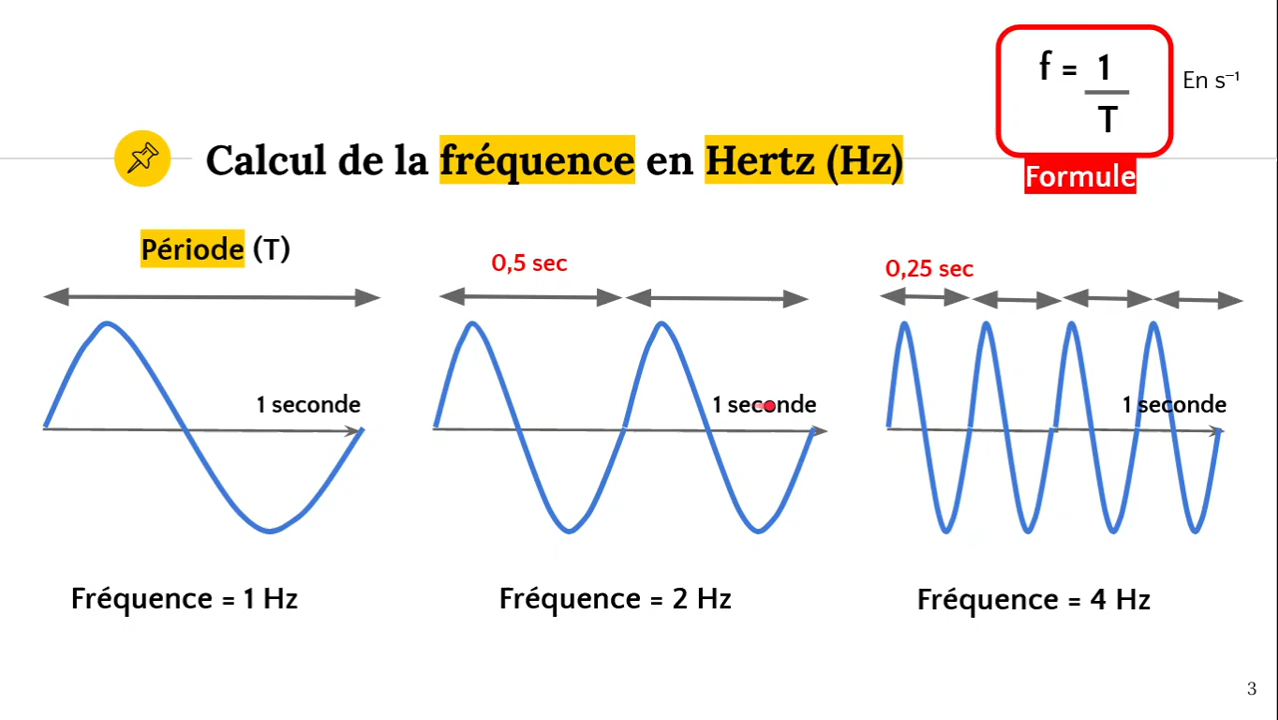 f = 1
T
En s⁻¹
Formule
Calcul de la fréquence en Hertz (Hz)
Période (T)
0,5 sec
0,25 sec
1 seconde
1 seconde
1 seconde
Fréquence = 1 Hz
Fréquence = 2 Hz
Fréquence = 4 Hz
3